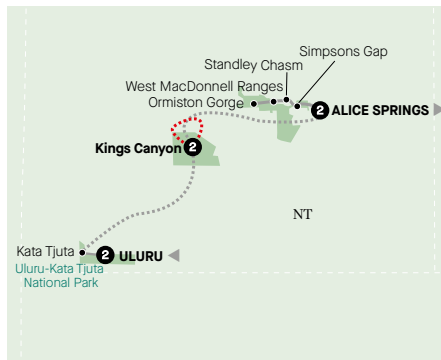 Simpsons Gap
Standley Chasm
West MacDonnell Ranges
Ormiston Gorge
2 ALICE SPRINGS
Kings Canyon 2
NT
Kata Tjuta
2 ULURU
Uluru-Kata Tjuta
National Park